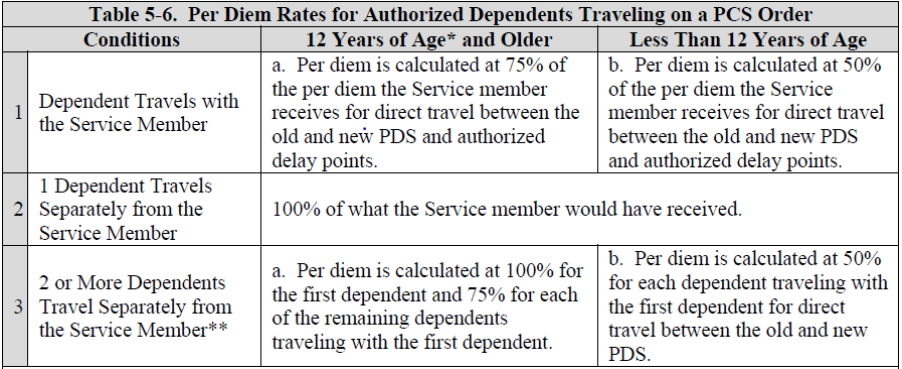 Table 5-6. Per Diem Rates for Authorized Dependents Traveling on a PCS Order
Conditions
12 Years of Age* and Older
Less Than 12 Years of Age
1
Dependent Travels with
the Service Member
a. Per diem is calculated at 75% of
the per diem the Service member
receives for direct travel between the
old and new PDS and authorized
delay points.
b. Per diem is calculated at 50%
of the per diem the Service
member receives for direct travel
between the old and new PDS
and authorized delay points.
2
1 Dependent Travels
Separately from the
Service Member
100% of what the Service member would have received.
3
2 or More Dependents
Travel Separately from
the Service Member**
a. Per diem is calculated at 100% for
the first dependent and 75% for each
of the remaining dependents
traveling with the first dependent.
b. Per diem is calculated at 50%
for each dependent traveling with
the first dependent for direct
travel between the old and new
PDS.